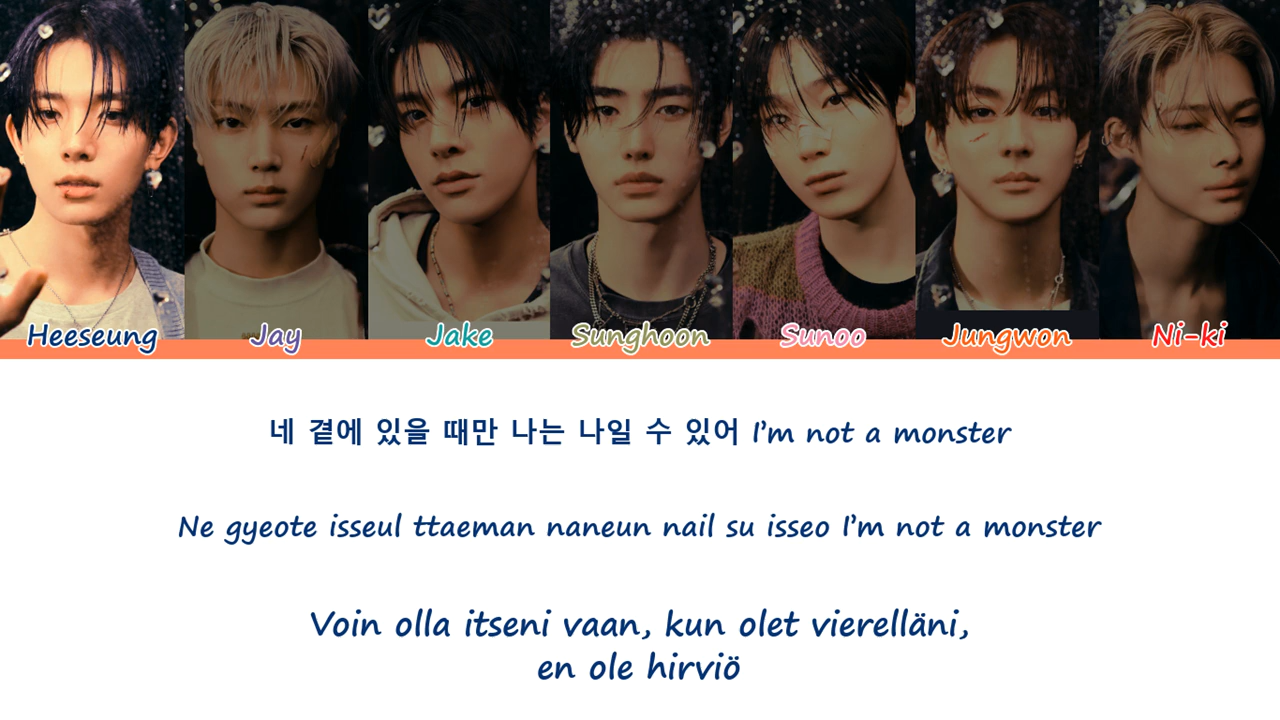 Heeseung Jay Jake Sunghoon Sunoo Jungwon Ni-ki
네 곁에 있을 때만 나는 나일 수 있어 I'm not a monster
Ne gyeote isseul ttaeman naneun nail su isseo I'm not a monster
Voin olla itseni vaan, kun olet vierelläni,
en ole hirviö